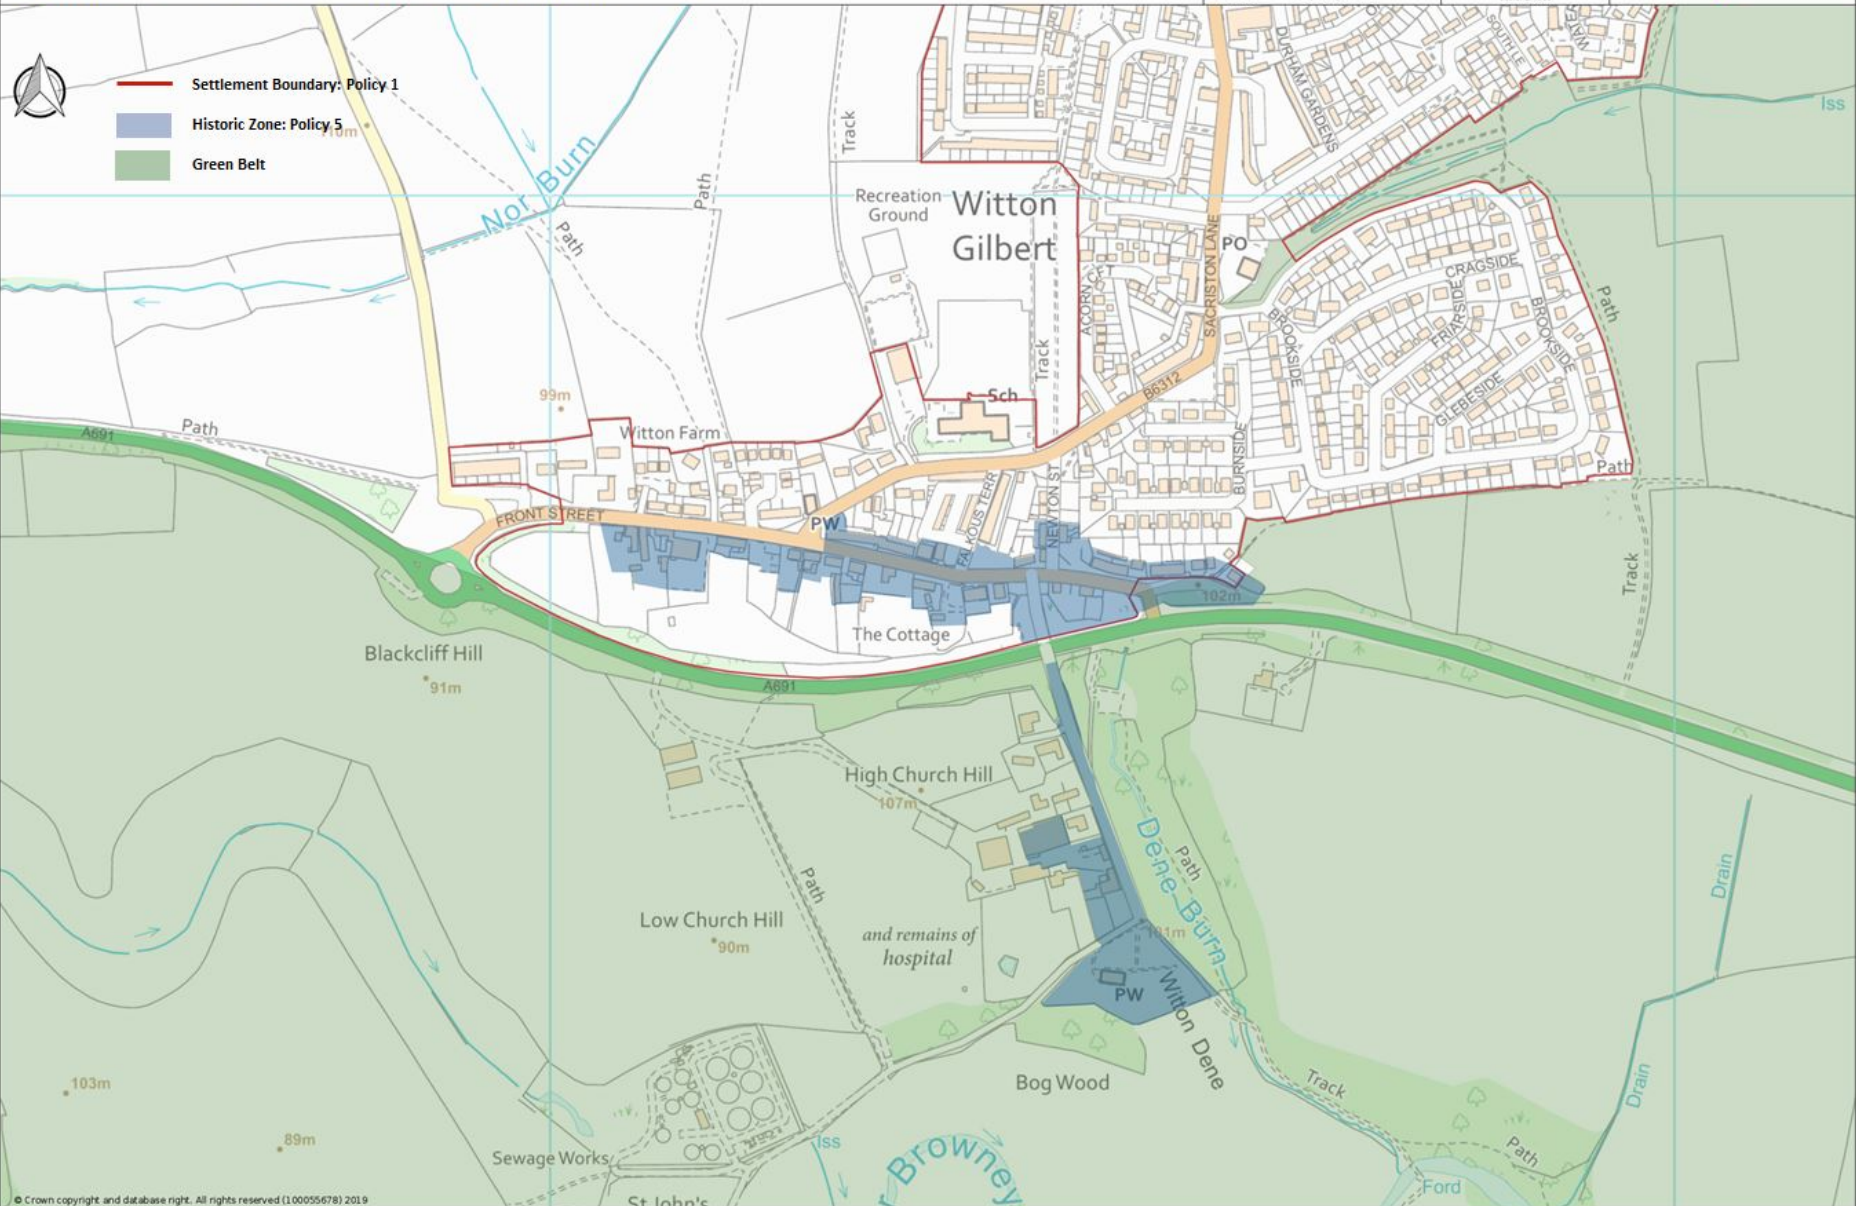 Settlement Boundary: Policy 1
Historic Zone: Policy 5
Green Belt
110m
Nor Burn
Path
Path
Track
Recreation
Ground
Witton
Gilbert
DURHAM GARDENS
Iss
PO
SACRISTON LANE
ACORN CFT
Track
B6312
BROOKSIDE
CRAGSIDE
FRIARSIDE
BROOKSIDE
GLEBESIDE
Path
99m
Sch
Witton Farm
A691
Path
BURNSIDE
Path
FRONT STREET
PW
FALKOUS TERR
NEWTON ST
102m
Track
The Cottage
Blackcliff Hill
91m
A691
High Church Hill
107m
Dene Burn
Path
Path
Drain
Low Church Hill
90m
and remains of
hospital
PW
Witton Dene
Bog Wood
Track
Drain
103m
89m
Sewage Works
Iss
Browney
Path
Ford
St John's
© Crown copyright and database right. All rights reserved (100055678) 2019